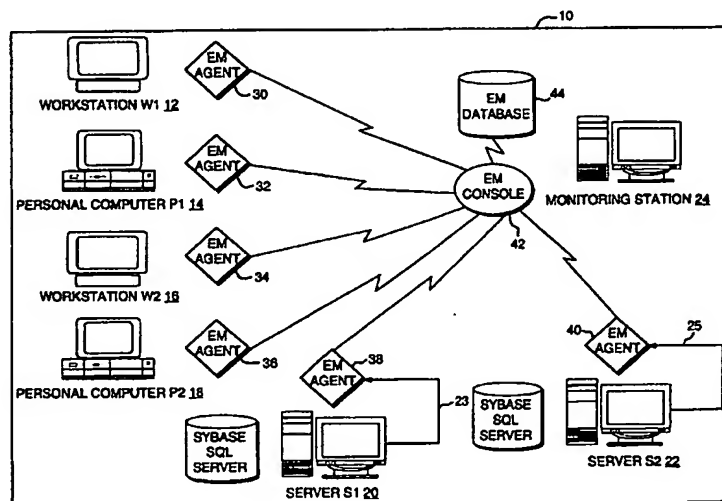 10
EM
AGENT
30
WORKSTATION W1 12
EM
DATABASE
44
EM
AGENT
32
PERSONAL COMPUTER P1 14
EM
CONSOLE
42
MONITORING STATION 24
EM
AGENT
34
WORKSTATION W2 16
EM
AGENT
36
PERSONAL COMPUTER P2 18
EM
AGENT
38
23
40
EM
AGENT
25
SYBASE
SQL
SERVER
SERVER S1 20
SYBASE
SQL
SERVER
SERVER S2 22